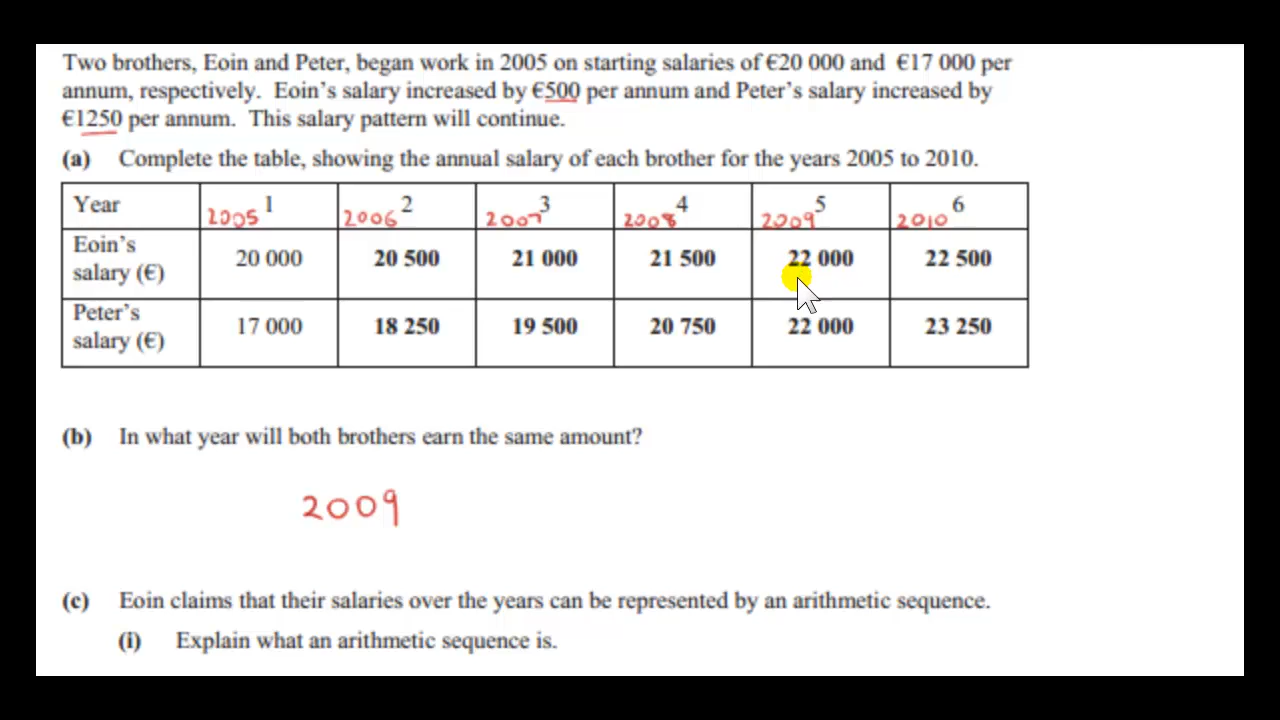 Two brothers, Eoin and Peter, began work in 2005 on starting salaries of €20 000 and €17 000 per
annum, respectively. Eoin's salary increased by €500 per annum and Peter's salary increased by
€1250 per annum. This salary pattern will continue.
(a) Complete the table, showing the annual salary of each brother for the years 2005 to 2010.
Year 1 2 3 4 5 6
2005 2006 2007 2008 2009 2010
Eoin's
salary (€) 20 000 20 500 21 000 21 500 22 000 22 500
Peter's
salary (€) 17 000 18 250 19 500 20 750 22 000 23 250
(b) In what year will both brothers earn the same amount?
2009
(c) Eoin claims that their salaries over the years can be represented by an arithmetic sequence.
(i) Explain what an arithmetic sequence is.